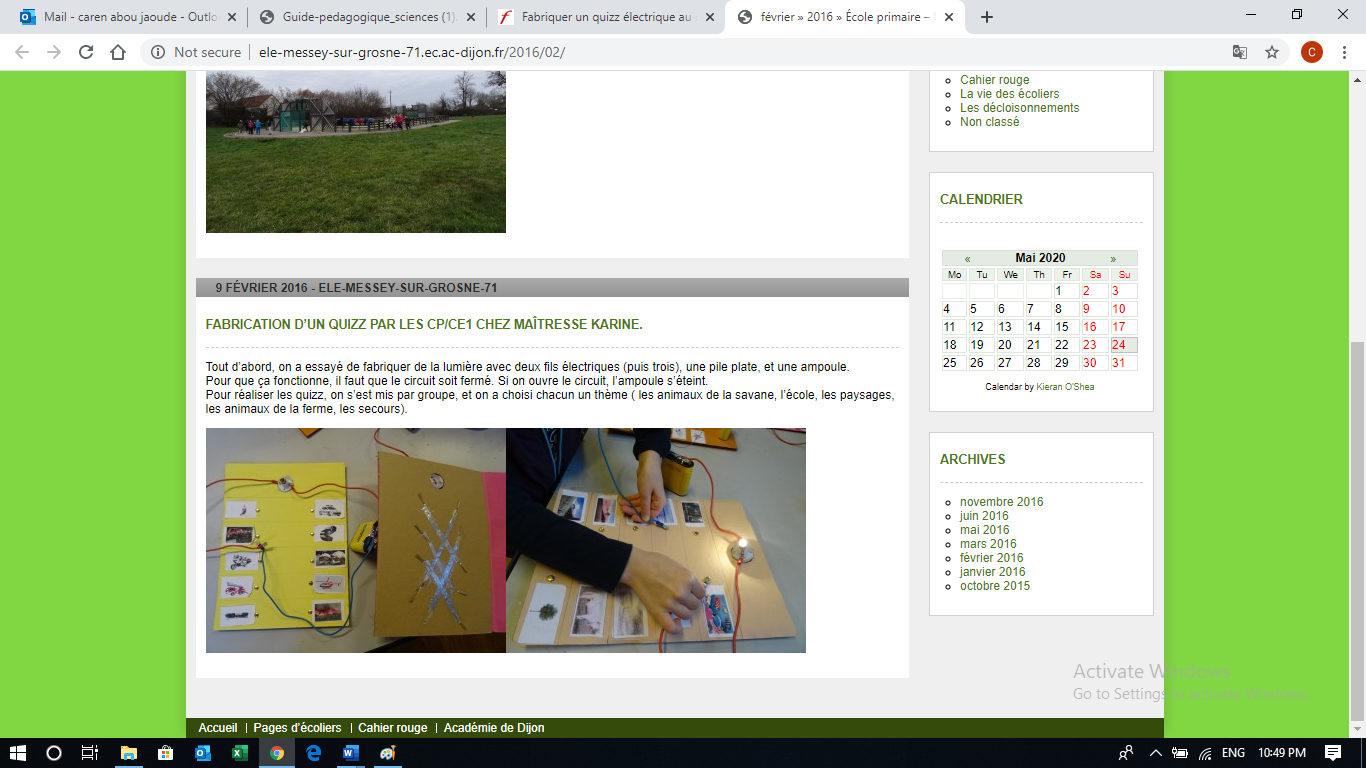 Mail - caren abou jaoude - Outlo
Guide-pedagogique_sciences (1).
Fabriquer un quizz électrique au
février » 2016 » École primaire –
Not secure
ele-messey-sur-grosne-71.ec.ac-dijon.fr/2016/02/
C
Cahier rouge
La vie des écoliers
Les décloisonnements
Non classé
CALENDRIER
« Mai 2020 »
Mo Tu We Th Fr Sa Su
1 2 3
4 5 6 7 8 9 10
11 12 13 14 15 16 17
18 19 20 21 22 23 24
25 26 27 28 29 30 31
Calendar by Kieran O'Shea
9 FÉVRIER 2016 - ELE-MESSEY-SUR-GROSNE-71
FABRICATION D'UN QUIZZ PAR LES CP/CE1 CHEZ MAÎTRESSE KARINE.
Tout d'abord, on a essayé de fabriquer de la lumière avec deux fils électriques (puis trois), une pile plate, et une ampoule.
Pour que ça fonctionne, il faut que le circuit soit fermé. Si on ouvre le circuit, l'ampoule s'éteint.
Pour réaliser les quizz, on s'est mis par groupe, et on a choisi chacun un thème ( les animaux de la savane, l'école, les paysages,
les animaux de la ferme, les secours).
ARCHIVES
novembre 2016
juin 2016
mai 2016
mars 2016
février 2016
janvier 2016
octobre 2015
Activate Windows
Go to Settings to activate Windows.
Accueil | Pages d'écoliers | Cahier rouge | Académie de Dijon
ENG 10:49 PM